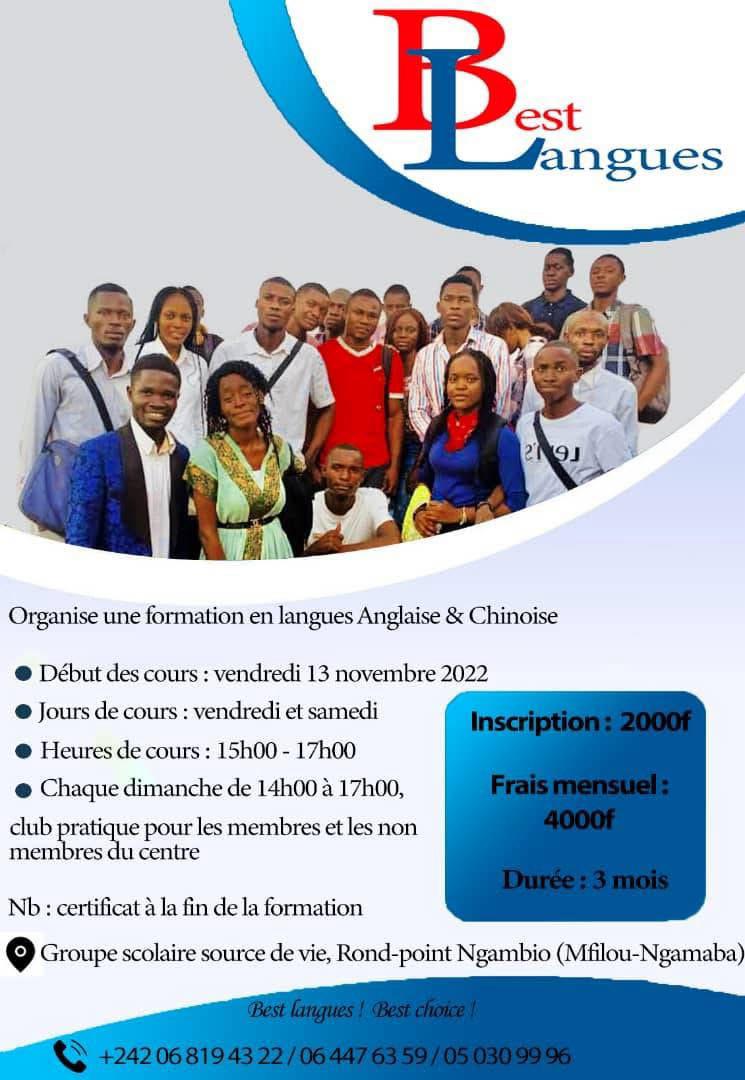 Best
Langues
Organise une formation en langues Anglaise & Chinoise
Début des cours : vendredi 13 novembre 2022
Jours de cours : vendredi et samedi
Heures de cours : 15h00 - 17h00
Chaque dimanche de 14h00 à 17h00,
club pratique pour les membres et les non
membres du centre
Nb : certificat à la fin de la formation
Inscription : 2000f
Frais mensuel :
4000f
Durée : 3 mois
Groupe scolaire source de vie, Rond-point Ngambio (Mfilou-Ngamaba)
Best langues ! Best choice !
+242 06 819 43 22 / 06 447 63 59 / 05 030 99 96